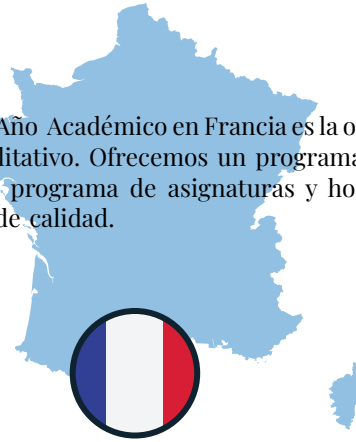 Año Académico en Francia es la o
litativo. Ofrecemos un programa
programa de asignaturas y ho
de calidad.